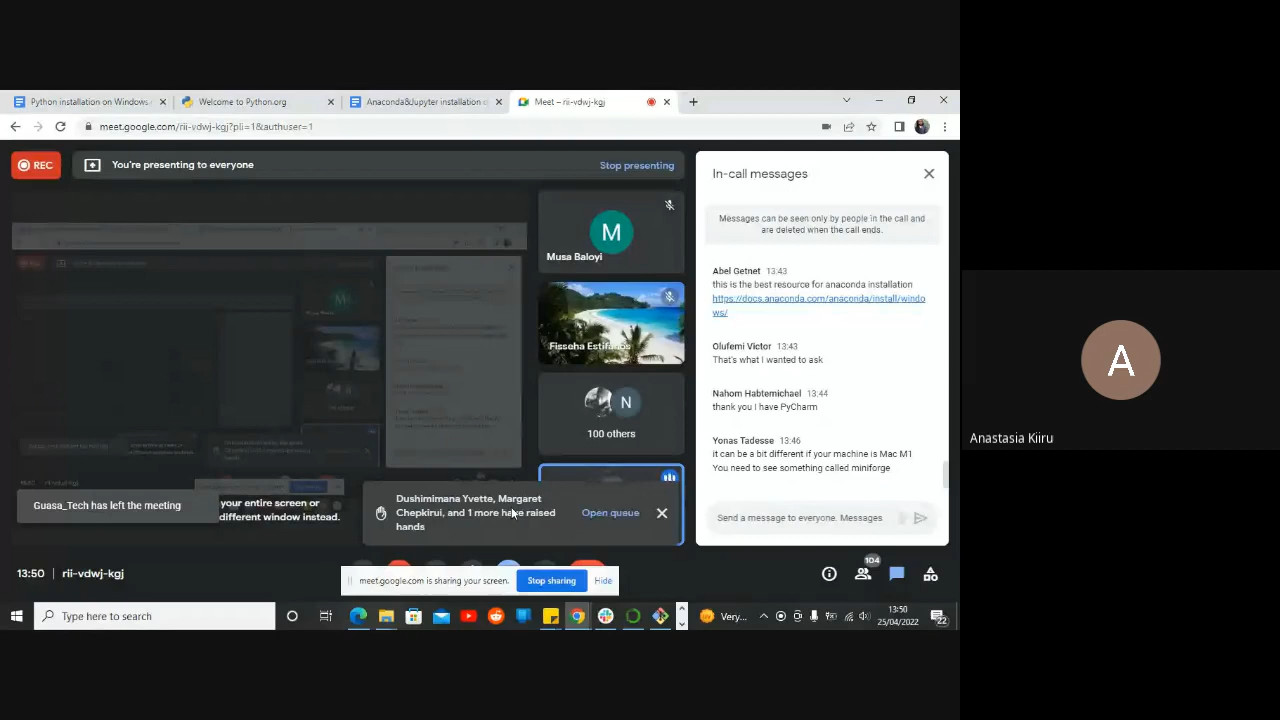 Python installation on Windows
Welcome to Python.org
Anaconda&Jupyter installation o
Meet – rii-vdwj-kgj
meet.google.com/rii-vdwj-kgj?pli=1&authuser=1
REC
You're presenting to everyone
Stop presenting
M
Musa Baloyi
Fisseha Estifanos
N
100 others
In-call messages
Messages can be seen only by people in the call and
are deleted when the call ends.
Abel Getnet 13:43
this is the best resource for anaconda installation
https://docs.anaconda.com/anaconda/install/windo
ws/
Olufemi Victor 13:43
That's what I wanted to ask
Nahom Habtemichael 13:44
thank you I have PyCharm
Yonas Tadesse 13:46
it can be a bit different if your machine is Mac M1
You need to see something called miniforge
Send a message to everyone. Messages
Guasa_Tech has left the meeting
your entire screen or
different window instead.
Dushimimana Yvette, Margaret
Chepkirui, and 1 more have raised
hands
Open queue
13:50 | rii-vdwj-kgj
104
meet.google.com is sharing your screen.
Stop sharing
Hide
Type here to search
Very...
13:50
25/04/2022
22
A
Anastasia Kiiru